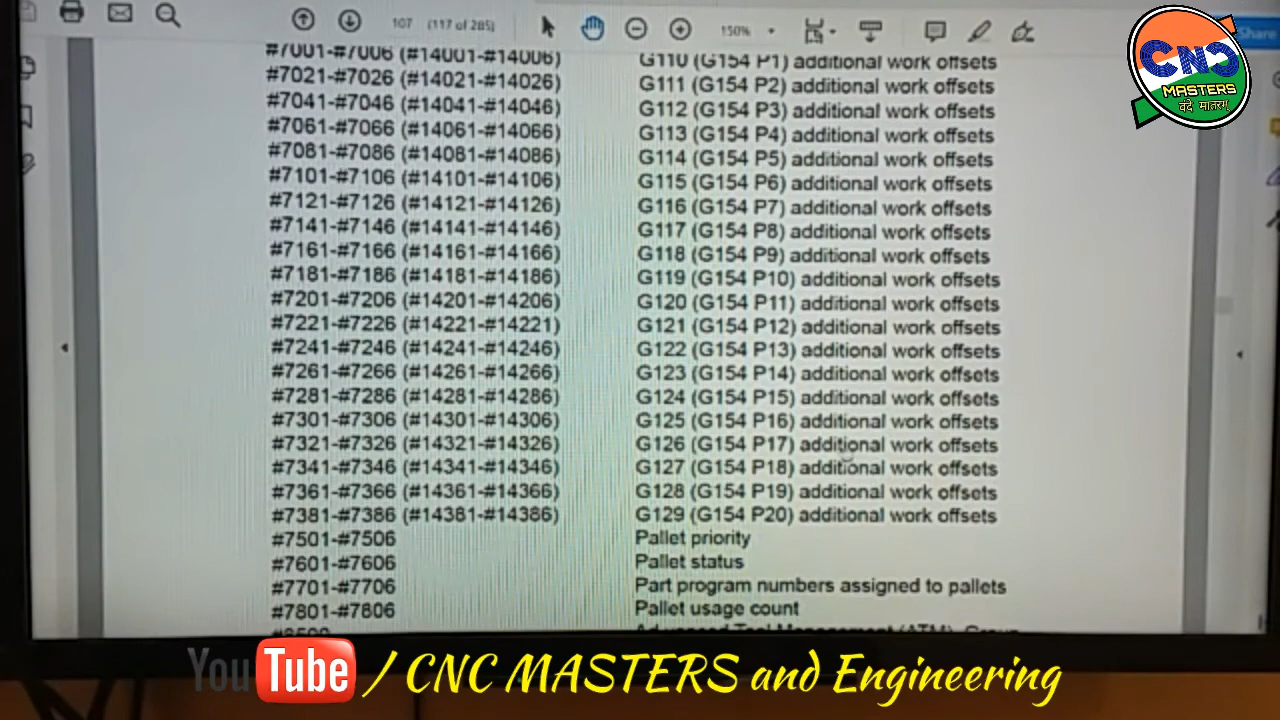 107 (117 of 285)
150%
Share
CNC
MASTERS
वंदे मातरम्
#7001-#7006 (#14001-#14006) G110 (G154 P1) additional work offsets
#7021-#7026 (#14021-#14026) G111 (G154 P2) additional work offsets
#7041-#7046 (#14041-#14046) G112 (G154 P3) additional work offsets
#7061-#7066 (#14061-#14066) G113 (G154 P4) additional work offsets
#7081-#7086 (#14081-#14086) G114 (G154 P5) additional work offsets
#7101-#7106 (#14101-#14106) G115 (G154 P6) additional work offsets
#7121-#7126 (#14121-#14126) G116 (G154 P7) additional work offsets
#7141-#7146 (#14141-#14146) G117 (G154 P8) additional work offsets
#7161-#7166 (#14161-#14166) G118 (G154 P9) additional work offsets
#7181-#7186 (#14181-#14186) G119 (G154 P10) additional work offsets
#7201-#7206 (#14201-#14206) G120 (G154 P11) additional work offsets
#7221-#7226 (#14221-#14221) G121 (G154 P12) additional work offsets
#7241-#7246 (#14241-#14246) G122 (G154 P13) additional work offsets
#7261-#7266 (#14261-#14266) G123 (G154 P14) additional work offsets
#7281-#7286 (#14281-#14286) G124 (G154 P15) additional work offsets
#7301-#7306 (#14301-#14306) G125 (G154 P16) additional work offsets
#7321-#7326 (#14321-#14326) G126 (G154 P17) additional work offsets
#7341-#7346 (#14341-#14346) G127 (G154 P18) additional work offsets
#7361-#7366 (#14361-#14366) G128 (G154 P19) additional work offsets
#7381-#7386 (#14381-#14386) G129 (G154 P20) additional work offsets
#7501-#7506 Pallet priority
#7601-#7606 Pallet status
#7701-#7706 Part program numbers assigned to pallets
#7801-#7806 Pallet usage count
Advanced Tool Management (ATM). Group
YouTube / CNC MASTERS and Engineering